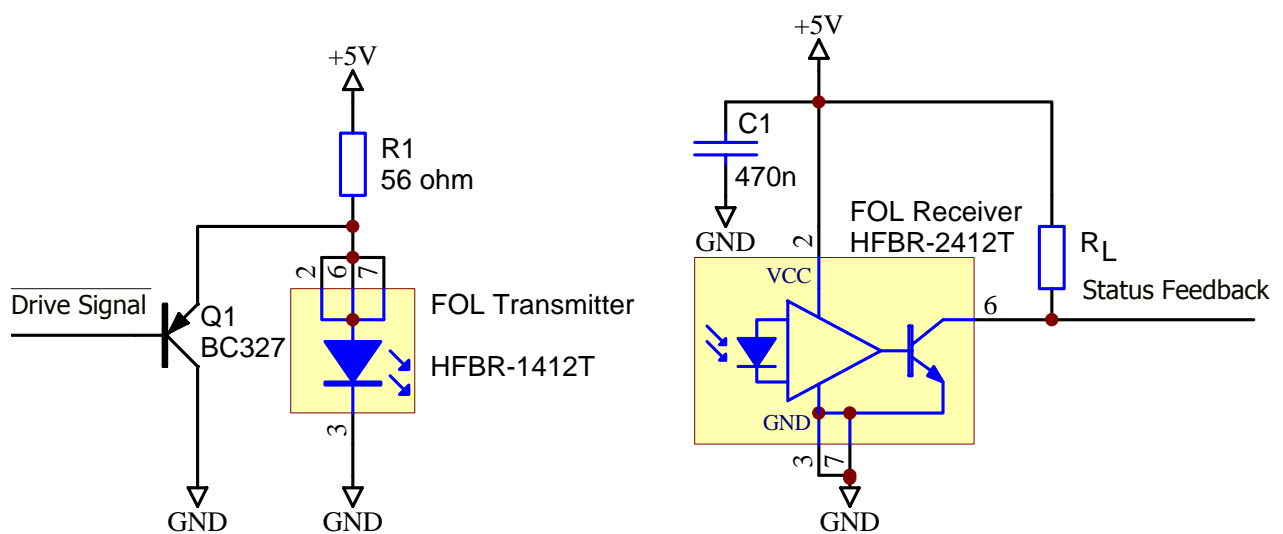 +5V
R1
56 ohm
Drive Signal
Q1
BC327
2
6
7
FOL Transmitter
HFBR-1412T
3
GND
GND
+5V
C1
470n
GND
FOL Receiver
HFBR-2412T
2
VCC
RL
6
Status Feedback
GND
3
7
GND